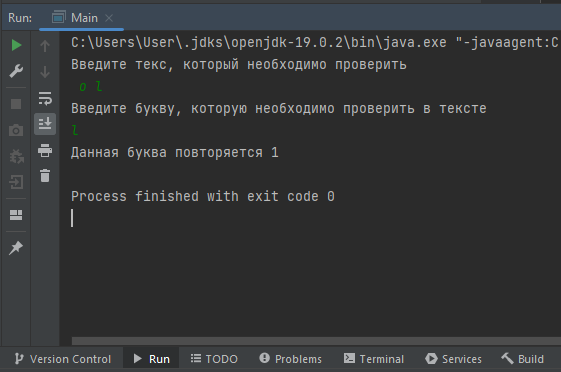 Run: Main
C:\Users\User\.jdks\openjdk-19.0.2\bin\java.exe "-javaagent:C
Введите текс, который необходимо проверить
o l
Введите букву, которую необходимо проверить в тексте
l
Данная буква повторяется 1
Process finished with exit code 0
Version Control Run TODO Problems Terminal Services Build